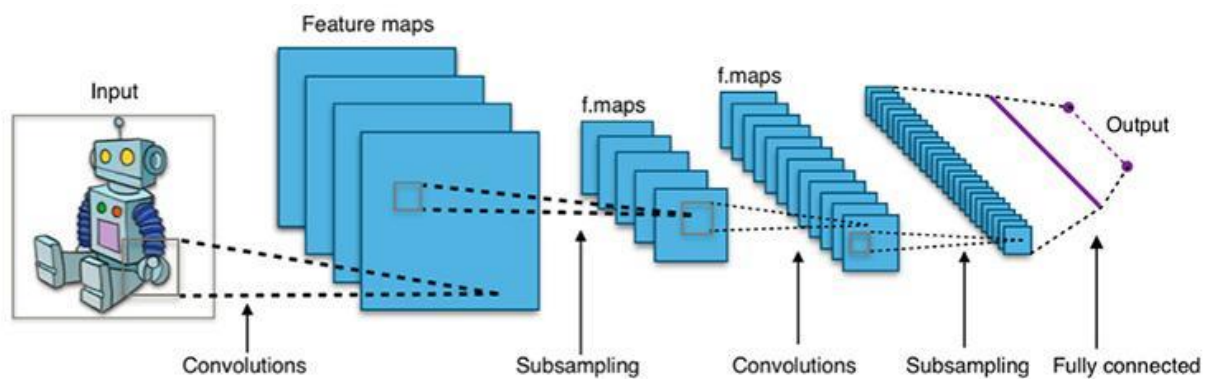 Feature maps
f.maps
Input
f.maps
Output
Convolutions
Subsampling
Convolutions
Subsampling
Fully connected